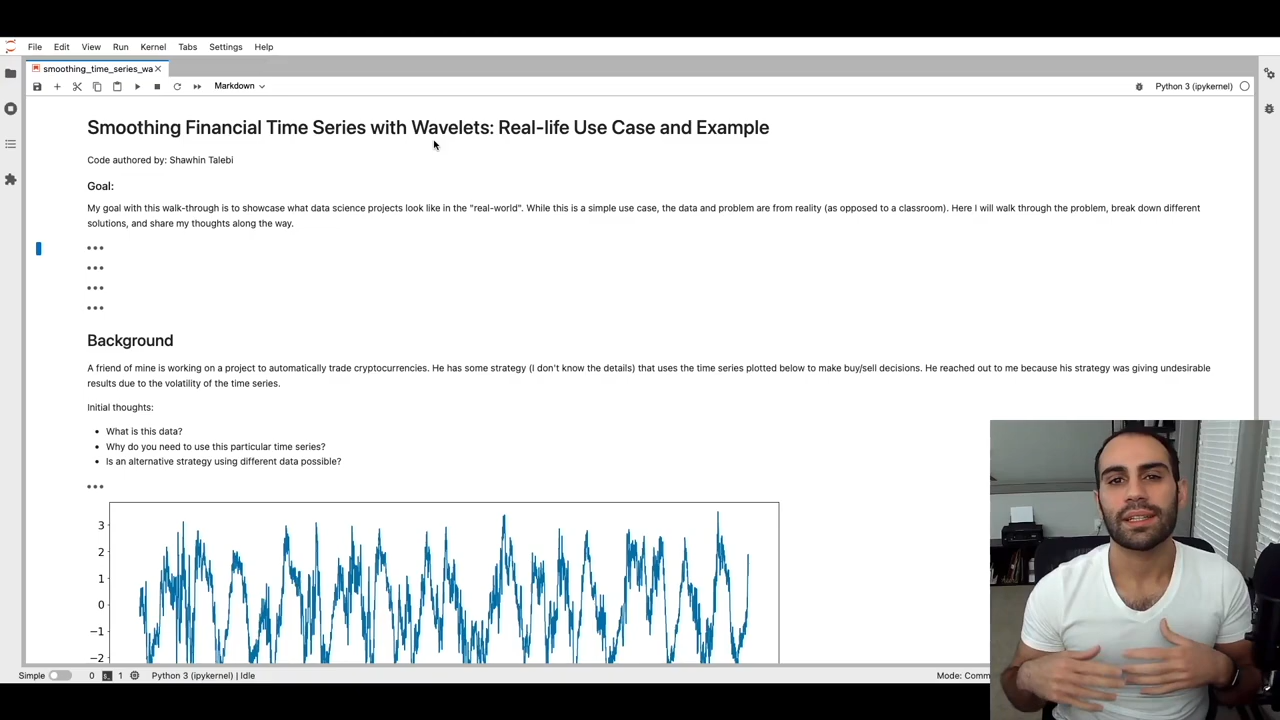 File Edit View Run Kernel Tabs Settings Help
smoothing_time_series_wa
Markdown
Python 3 (ipykernel)
Smoothing Financial Time Series with Wavelets: Real-life Use Case and Example
Code authored by: Shawhin Talebi
Goal:
My goal with this walk-through is to showcase what data science projects look like in the "real-world". While this is a simple use case, the data and problem are from reality (as opposed to a classroom). Here I will walk through the problem, break down different
solutions, and share my thoughts along the way.
Background
A friend of mine is working on a project to automatically trade cryptocurrencies. He has some strategy (I don't know the details) that uses the time series plotted below to make buy/sell decisions. He reached out to me because his strategy was giving undesirable
results due to the volatility of the time series.
Initial thoughts:
• What is this data?
• Why do you need to use this particular time series?
• Is an alternative strategy using different data possible?
3
2
1
0
−1
−2
Simple 0 1 Python 3 (ipykernel) | Idle
Mode: Comm